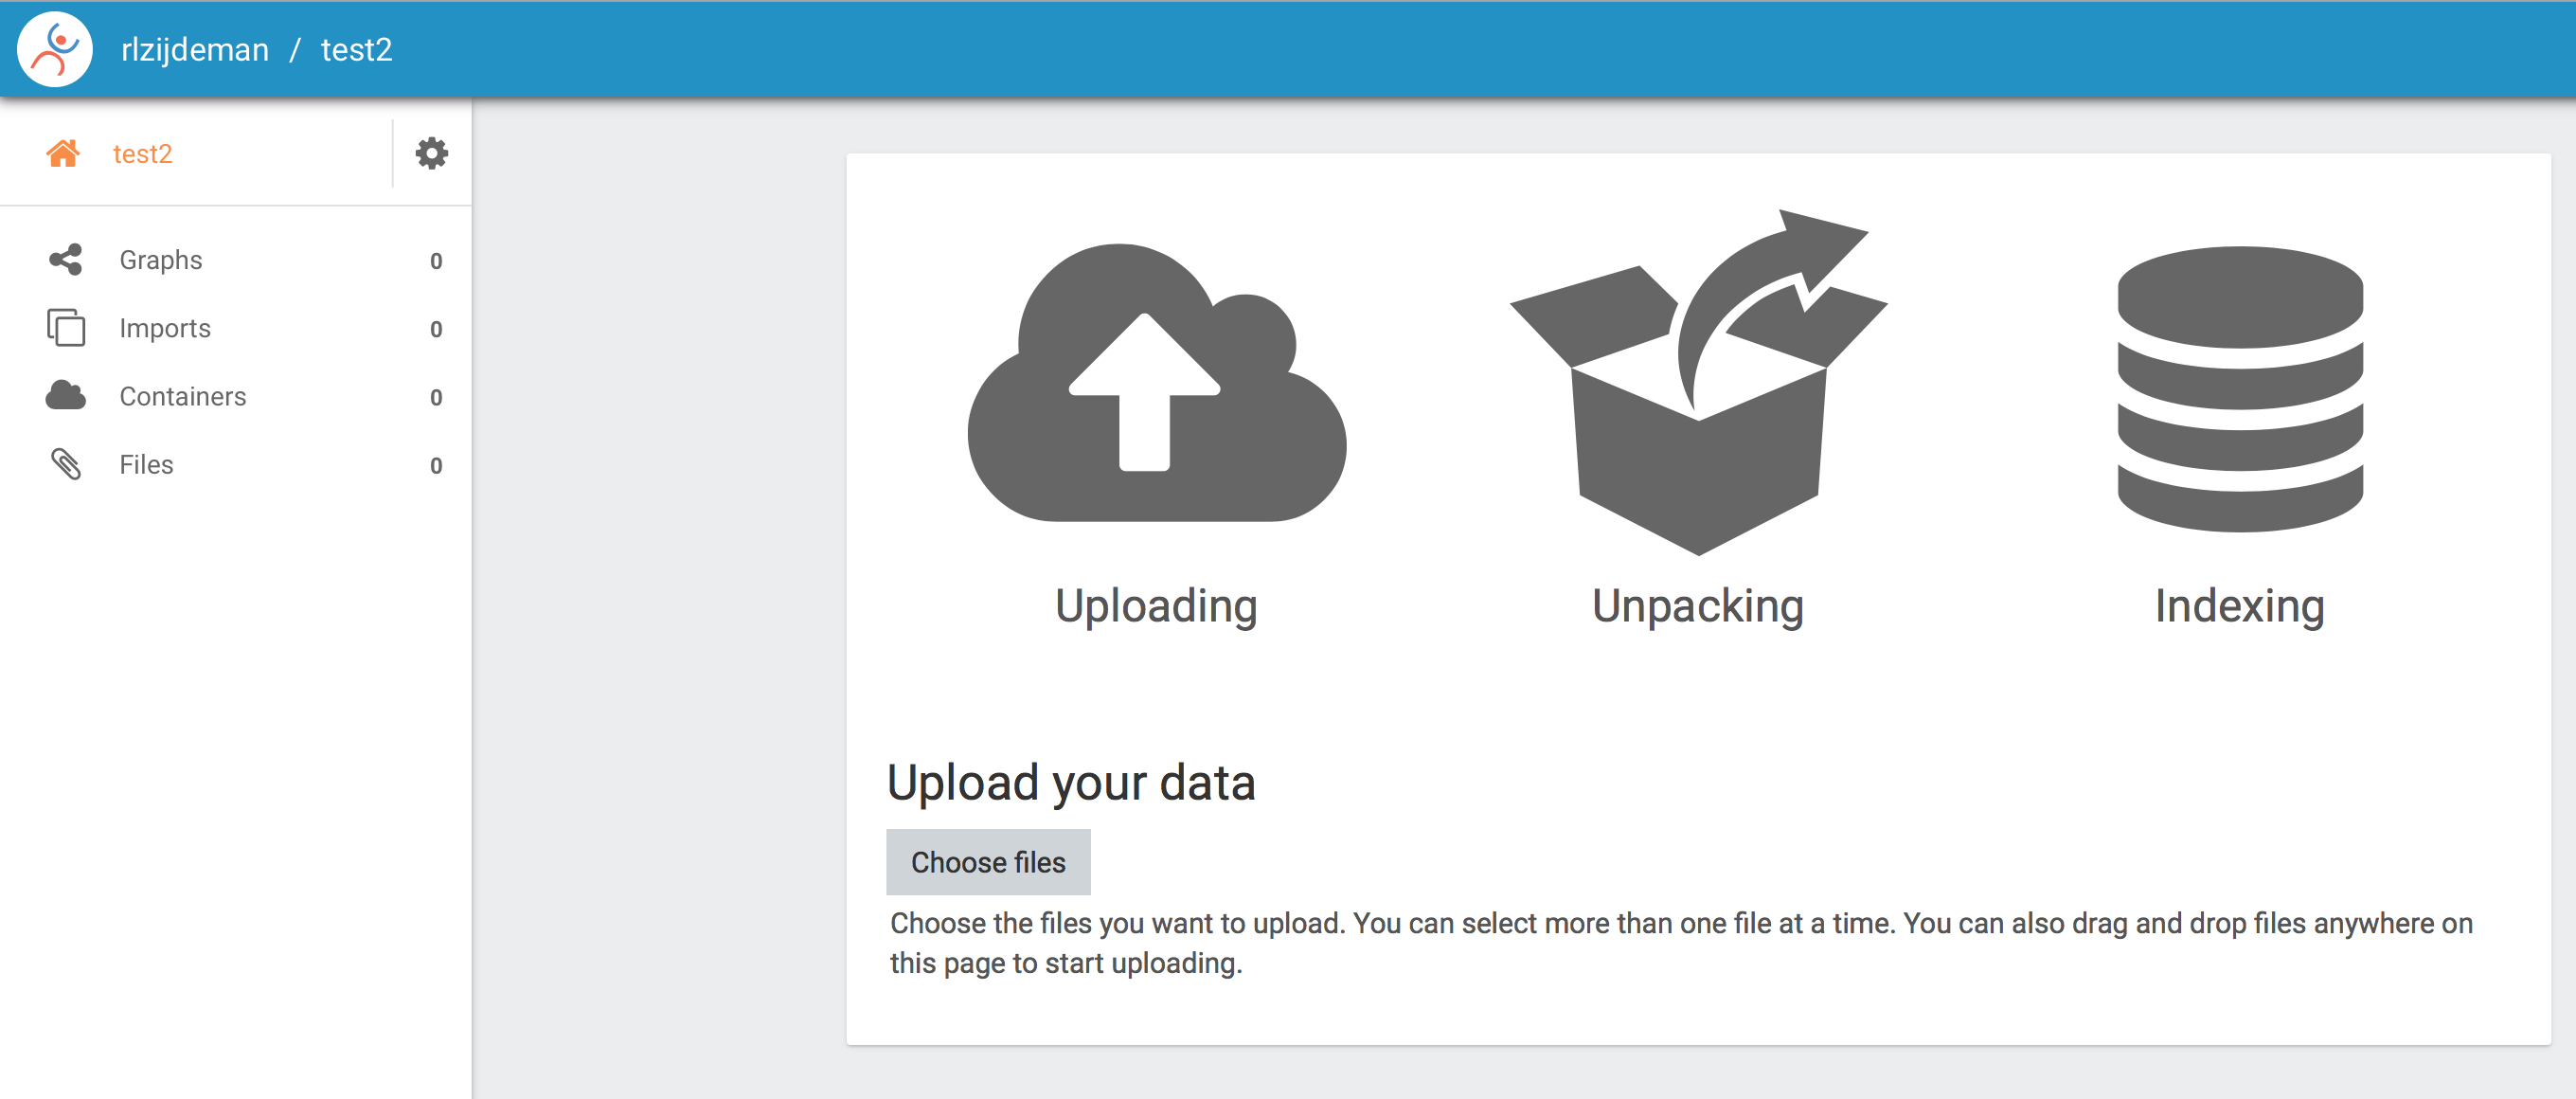 rlzijdeman / test2
test2
Graphs 0
Imports 0
Containers 0
Files 0
Uploading
Unpacking
Indexing
Upload your data
Choose files
Choose the files you want to upload. You can select more than one file at a time. You can also drag and drop files anywhere on
this page to start uploading.